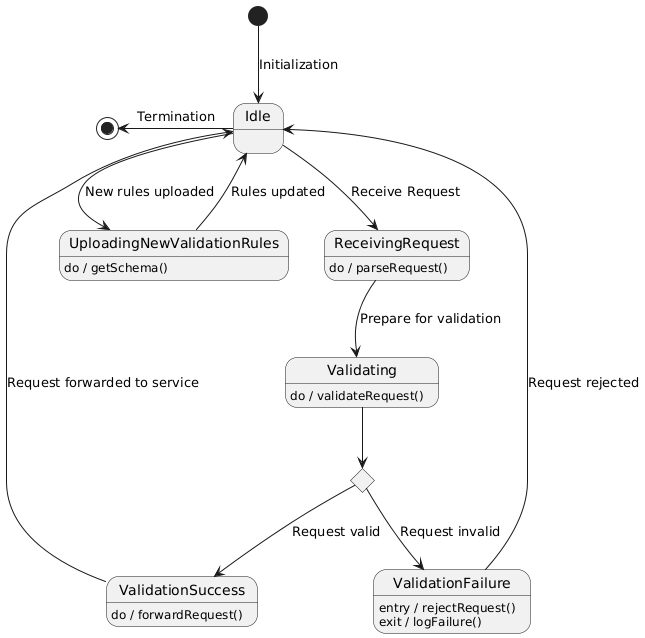 Initialization
Termination
Idle
New rules uploaded
Rules updated
Receive Request
UploadingNewValidationRules
do / getSchema()
ReceivingRequest
do / parseRequest()
Prepare for validation
Validating
do / validateRequest()
Request forwarded to service
Request rejected
Request valid
Request invalid
ValidationSuccess
do / forwardRequest()
ValidationFailure
entry / rejectRequest()
exit / logFailure()